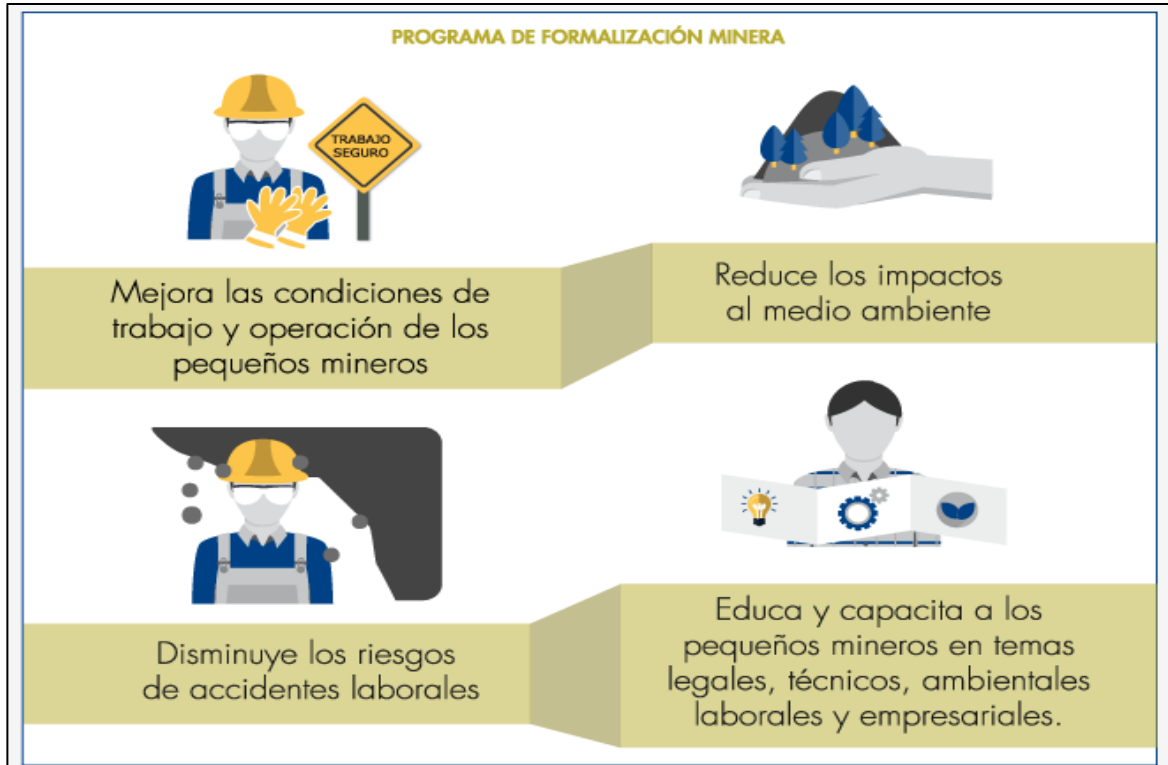 PROGRAMA DE FORMALIZACIÓN MINERA
TRABAJO
SEGURO
Mejora las condiciones de
trabajo y operación de los
pequeños mineros
Reduce los impactos
al medio ambiente
Disminuye los riesgos
de accidentes laborales
Educa y capacita a los
pequeños mineros en temas
legales, técnicos, ambientales
laborales y empresariales.